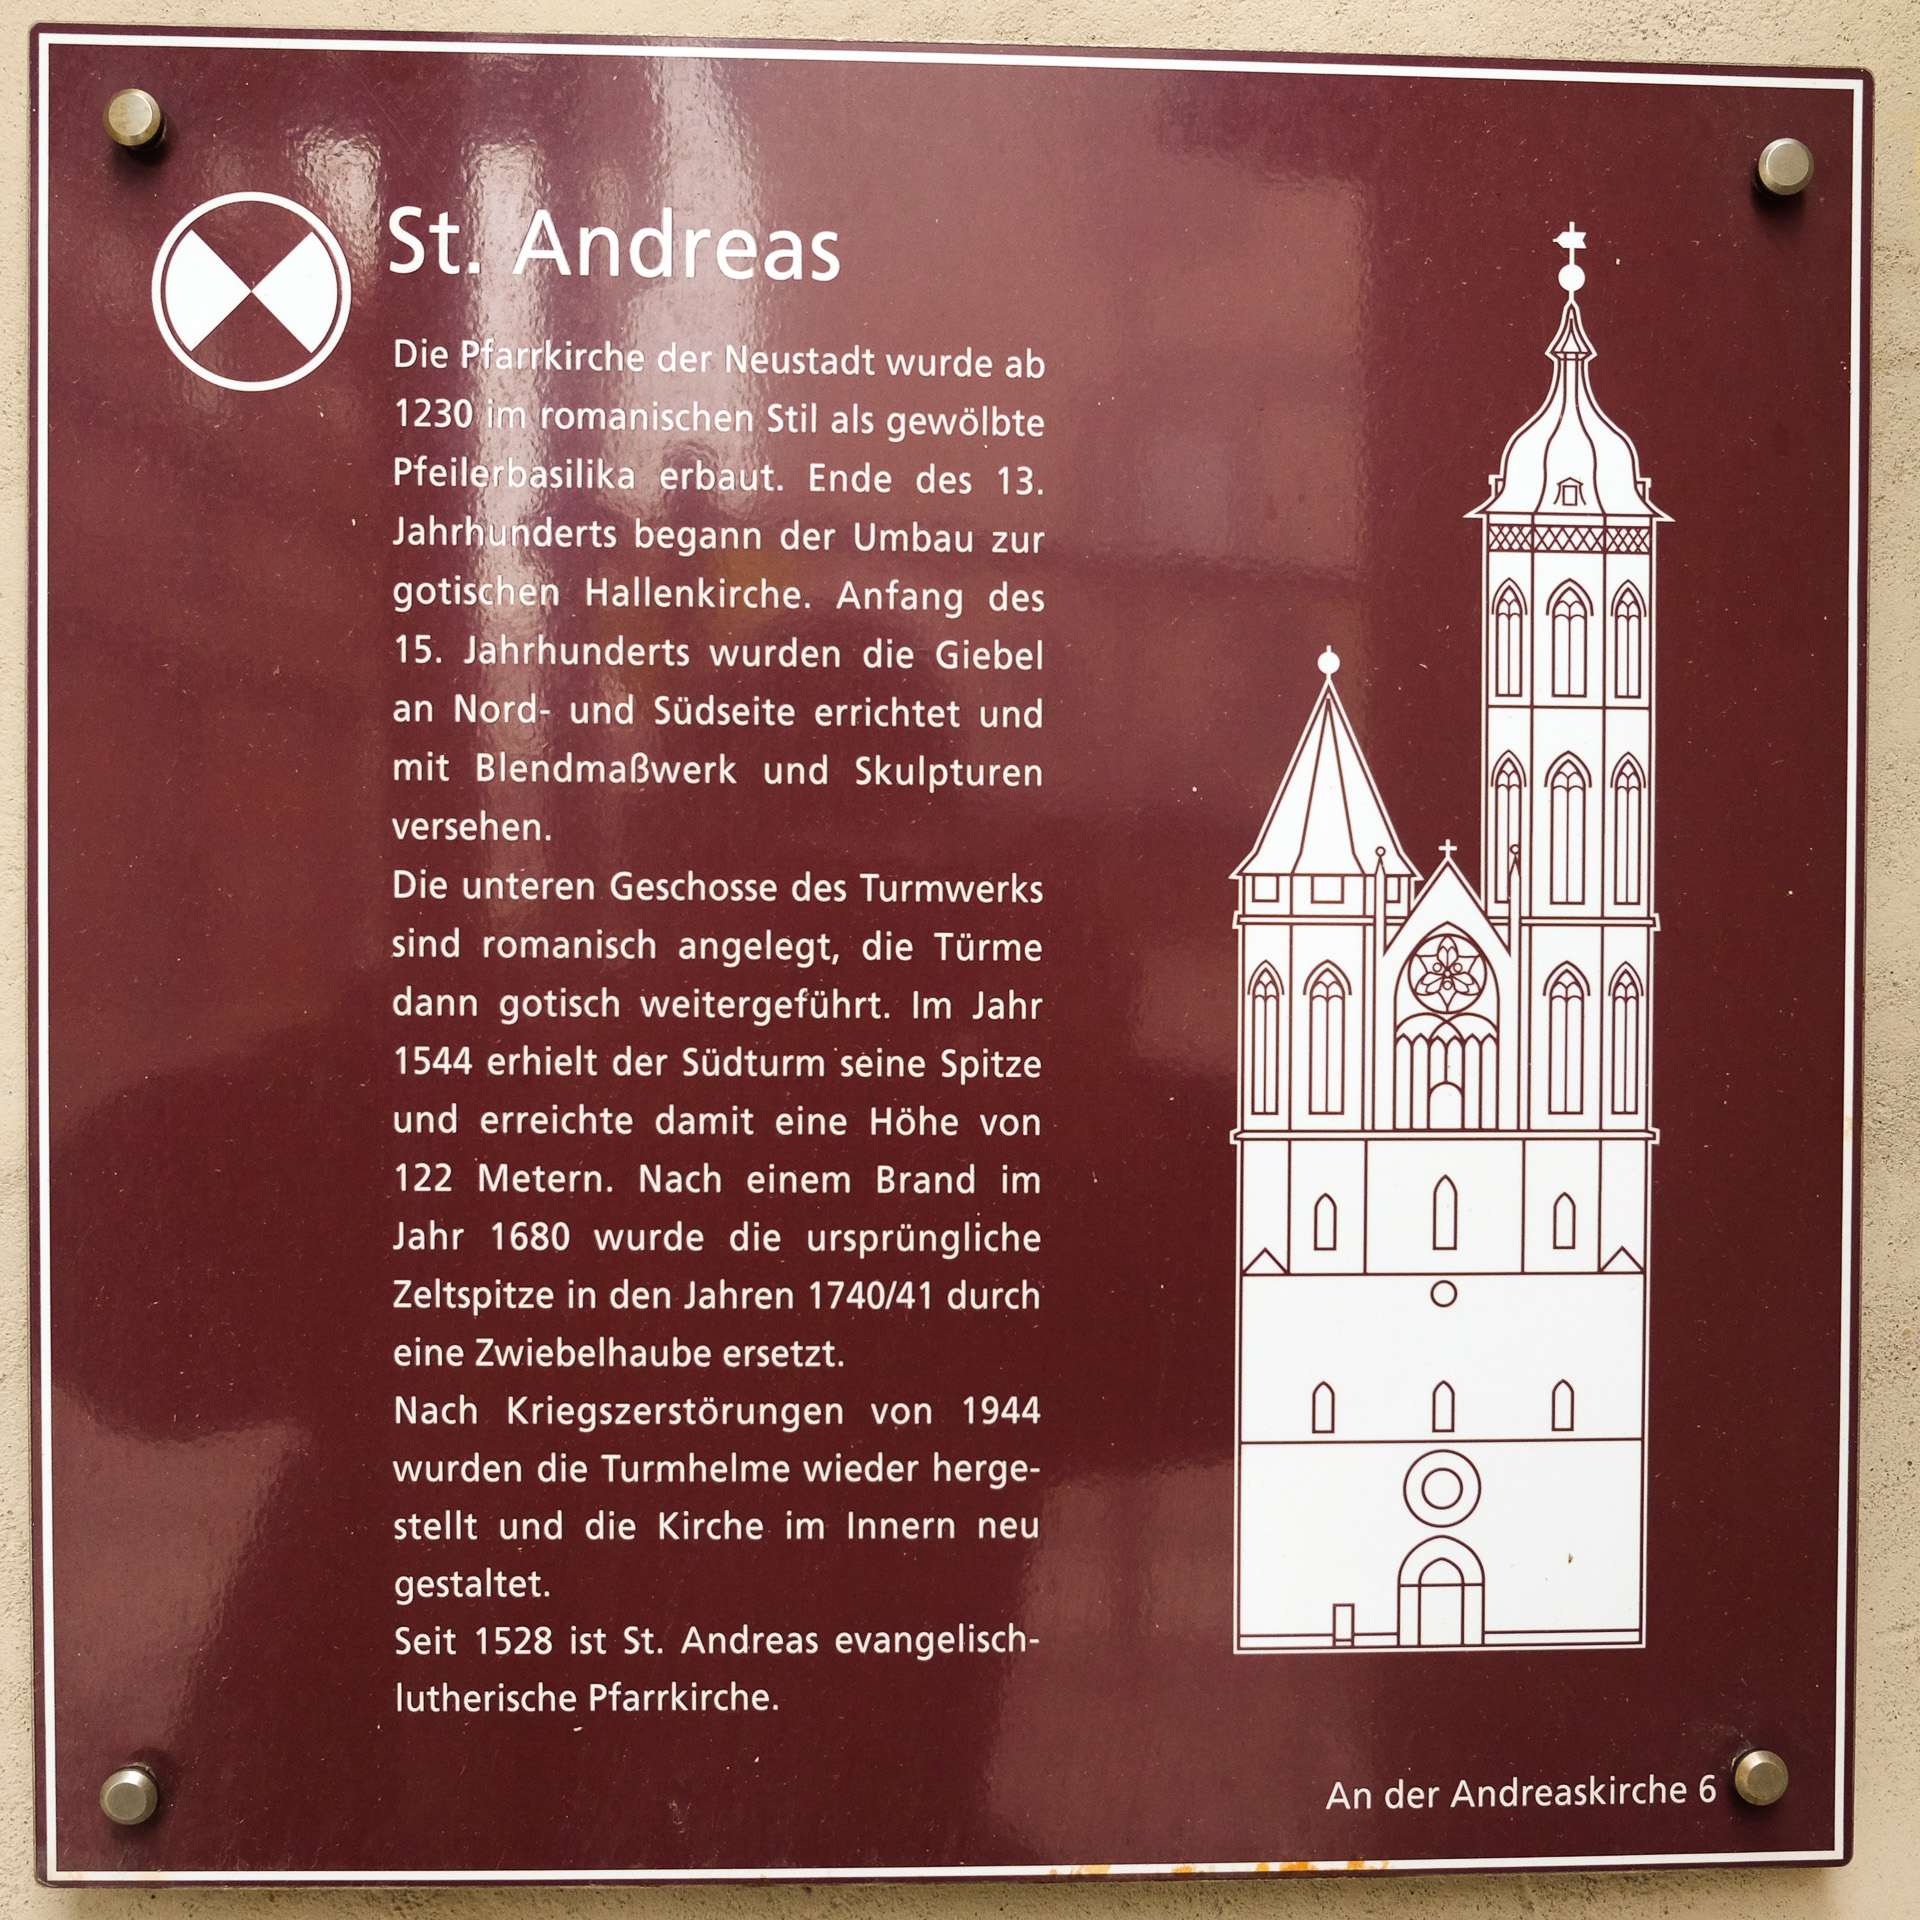 St. Andreas
Die Pfarrkirche der Neustadt wurde ab
1230 im romanischen Stil als gewölbte
Pfeilerbasilika erbaut. Ende des 13.
Jahrhunderts begann der Umbau zur
gotischen Hallenkirche. Anfang des
15. Jahrhunderts wurden die Giebel
an Nord- und Südseite errichtet und
mit Blendmaßwerk und Skulpturen
versehen.
Die unteren Geschosse des Turmwerks
sind romanisch angelegt, die Türme
dann gotisch weitergeführt. Im Jahr
1544 erhielt der Südturm seine Spitze
und erreichte damit eine Höhe von
122 Metern. Nach einem Brand im
Jahr 1680 wurde die ursprüngliche
Zeltspitze in den Jahren 1740/41 durch
eine Zwiebelhaube ersetzt.
Nach Kriegszerstörungen von 1944
wurden die Turmhelme wieder herge-
stellt und die Kirche im Innern neu
gestaltet.
Seit 1528 ist St. Andreas evangelisch-
lutherische Pfarrkirche.
An der Andreaskirche 6